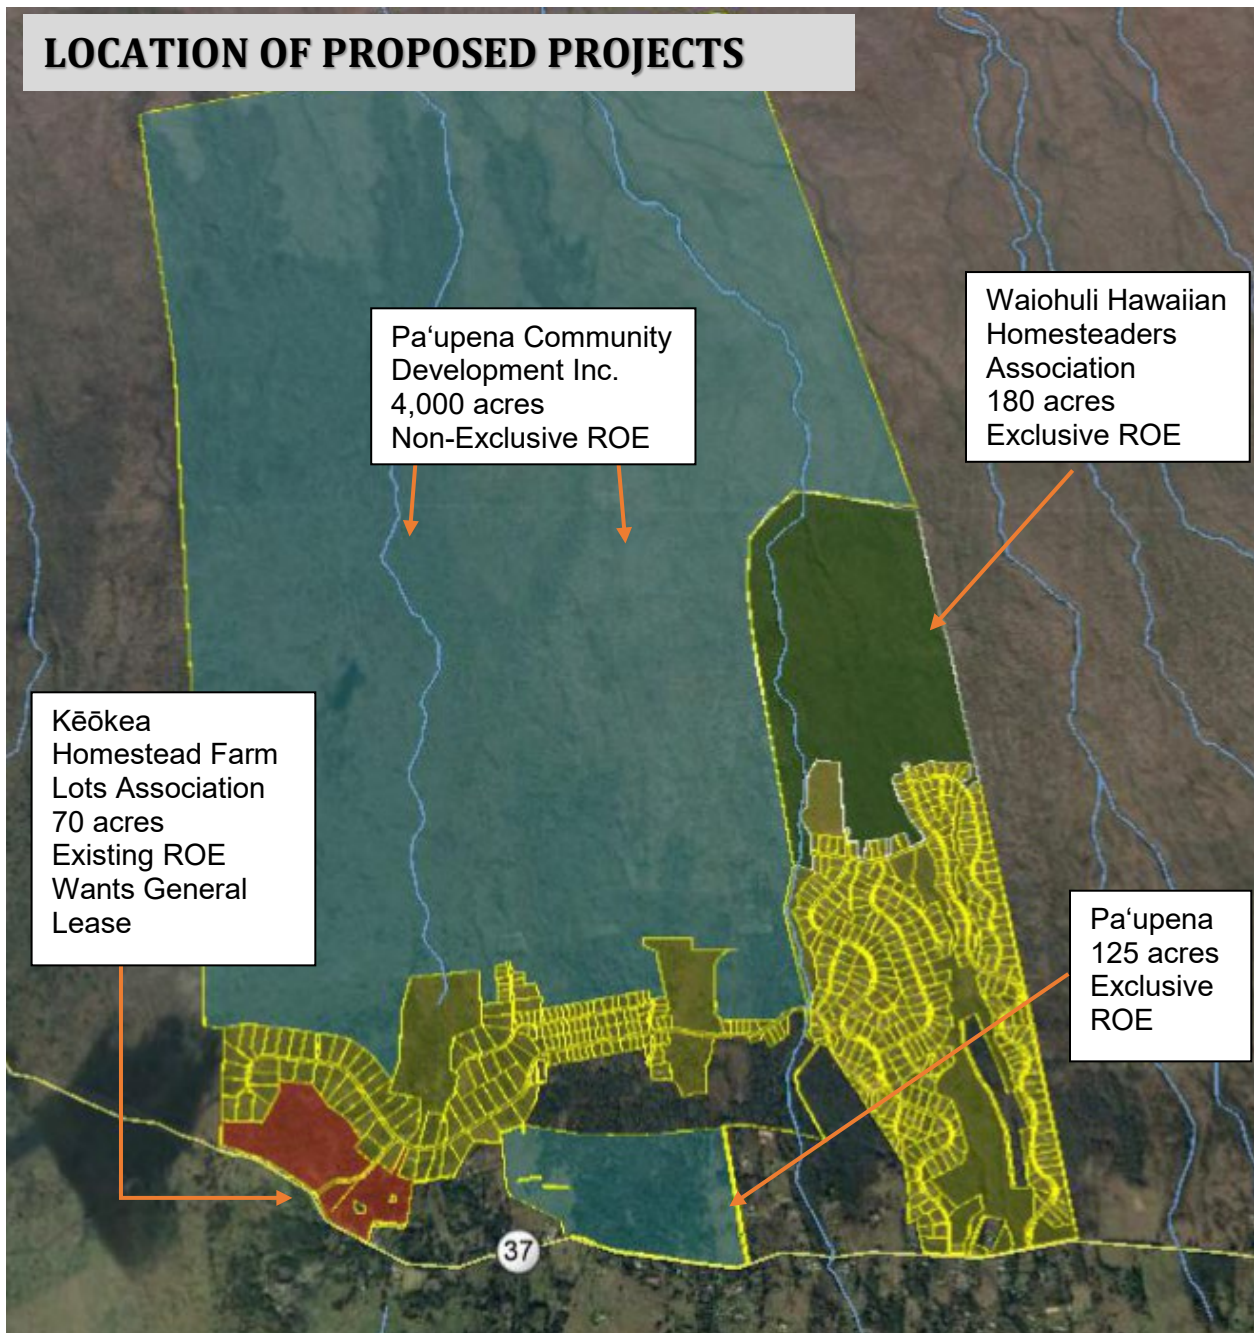 LOCATION OF PROPOSED PROJECTS
Pa‘upena Community
Development Inc.
4,000 acres
Non-Exclusive ROE
Waiohuli Hawaiian
Homesteaders
Association
180 acres
Exclusive ROE
Kēōkea
Homestead Farm
Lots Association
70 acres
Existing ROE
Wants General
Lease
Pa‘upena
125 acres
Exclusive
ROE
37